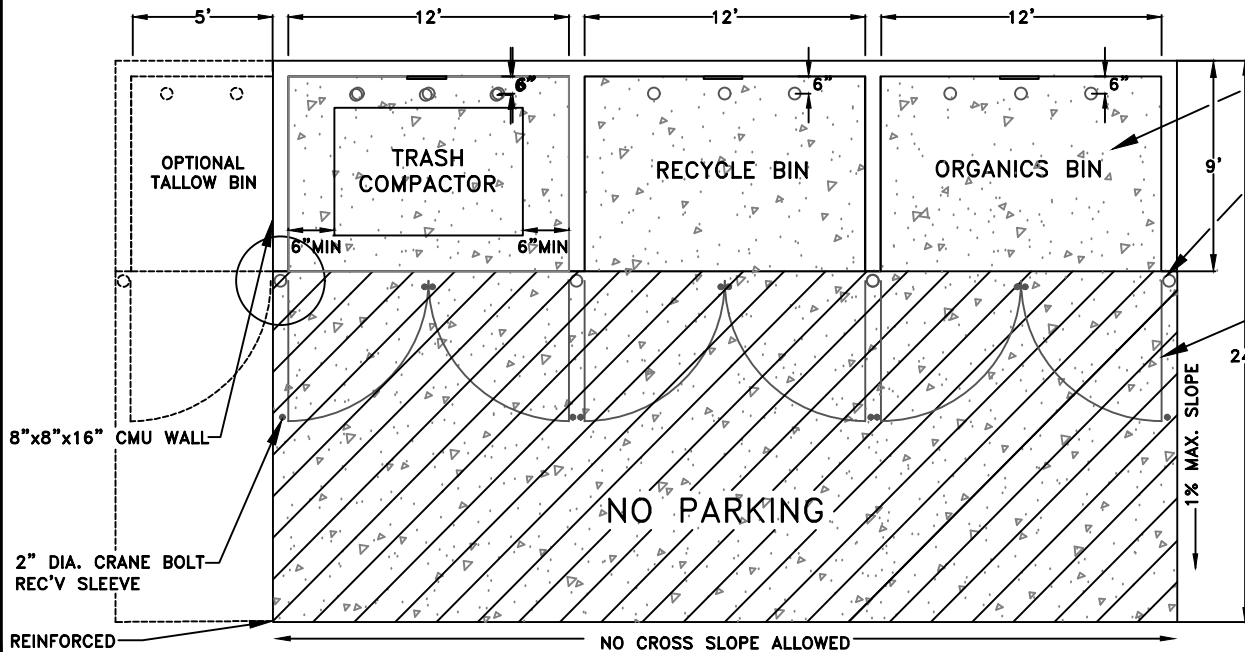 5'
12'
12'
12'
6"
6"
6"
OPTIONAL
TALLOW BIN
TRASH
COMPACTOR
RECYCLE BIN
ORGANICS BIN
9'
6"MIN
6"MIN
24
8"x8"x16" CMU WALL
1% MAX. SLOPE
NO PARKING
2" DIA. CRANE BOLT
REC'V SLEEVE
REINFORCED
NO CROSS SLOPE ALLOWED